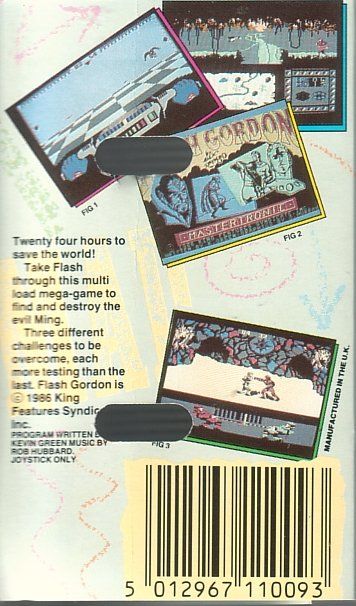 GORDON
MASTERTRONIC
FIG 1
FIG 2
Twenty four hours to
save the world!
Take Flash
through this multi
load mega-game to
find and destroy the
evil Ming.
Three different
challenges to be
overcome, each
more testing than the
last. Flash Gordon is
© 1986 King
Features
Inc.
PROGRAM WRITTEN
KEVIN GREEN MUSIC BY
ROB HUBBARD.
JOYSTICK ONLY
FIG 3
MANUFACTURED IN THE U.K.
5 012967 110093